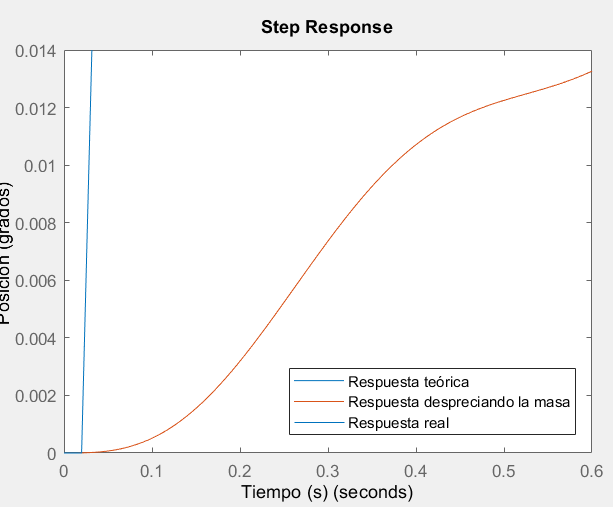 Step Response
0.014
0.012
0.01
0.008
0.006
0.004
0.002
0
Posición (grados)
Respuesta teórica
Respuesta despreciando la masa
Respuesta real
0 0.1 0.2 0.3 0.4 0.5 0.6
Tiempo (s) (seconds)